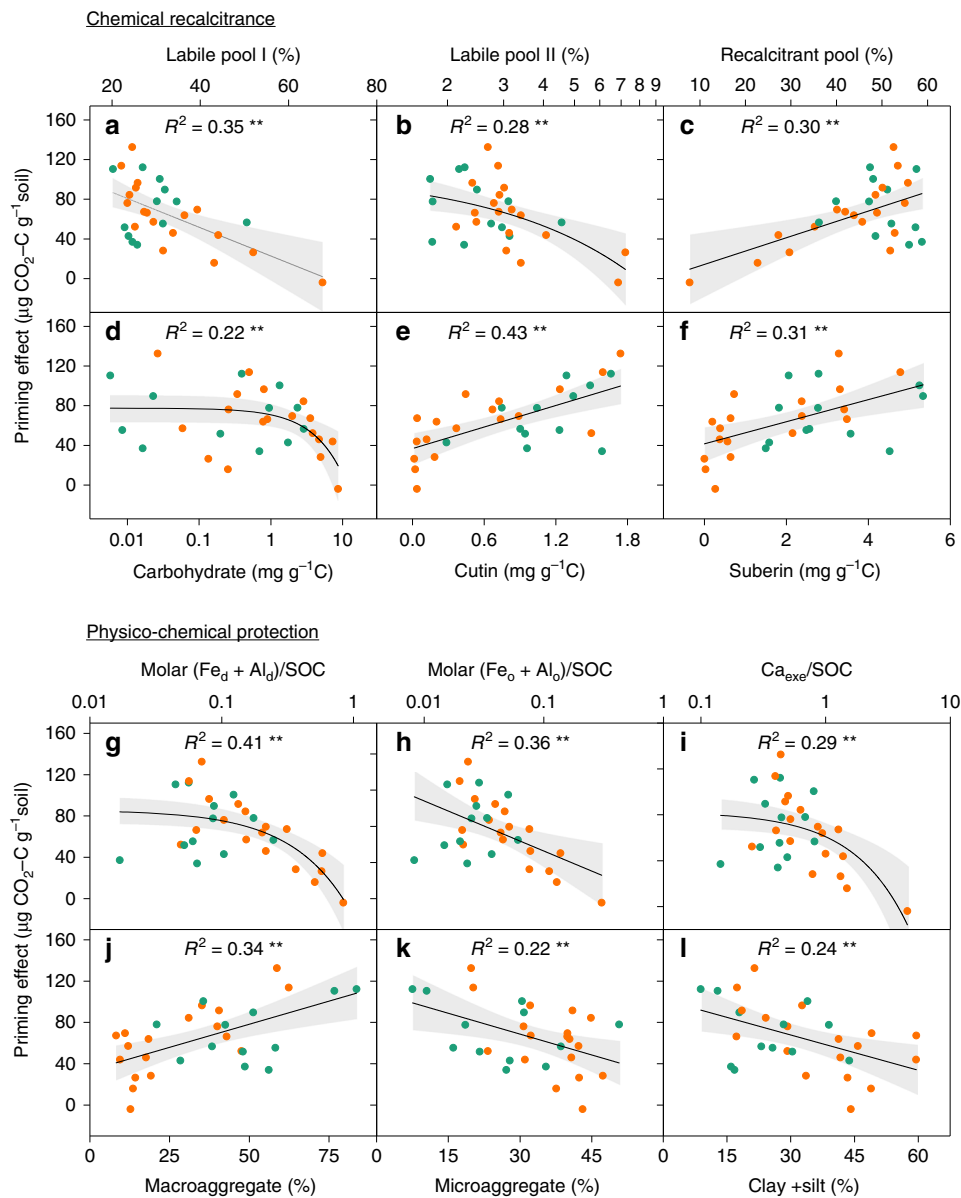 Chemical recalcitrance
Labile pool I (%)
Labile pool II (%)
Recalcitrant pool (%)
20 40 60 80
2 3 4 5 6 7 8 9
10 20 30 40 50 60
a R² = 0.35 **
b R² = 0.28 **
c R² = 0.30 **
160
120
80
40
0
Priming effect (µg CO₂–C g⁻¹soil)
d R² = 0.22 **
e R² = 0.43 **
f R² = 0.31 **
160
120
80
40
0
0.01 0.1 1 10
0.0 0.6 1.2 1.8
0 2 4 6
Carbohydrate (mg g⁻¹C)
Cutin (mg g⁻¹C)
Suberin (mg g⁻¹C)
Physico-chemical protection
Molar (Fe_d + Al_d)/SOC
Molar (Fe_o + Al_o)/SOC
Ca_exe/SOC
0.01 0.1 1
0.01 0.1 1
0.1 1 10
g R² = 0.41 **
h R² = 0.36 **
i R² = 0.29 **
160
120
80
40
0
Priming effect (µg CO₂–C g⁻¹soil)
j R² = 0.34 **
k R² = 0.22 **
l R² = 0.24 **
160
120
80
40
0
0 25 50 75
15 30 45
15 30 45 60
Macroaggregate (%)
Microaggregate (%)
Clay +silt (%)